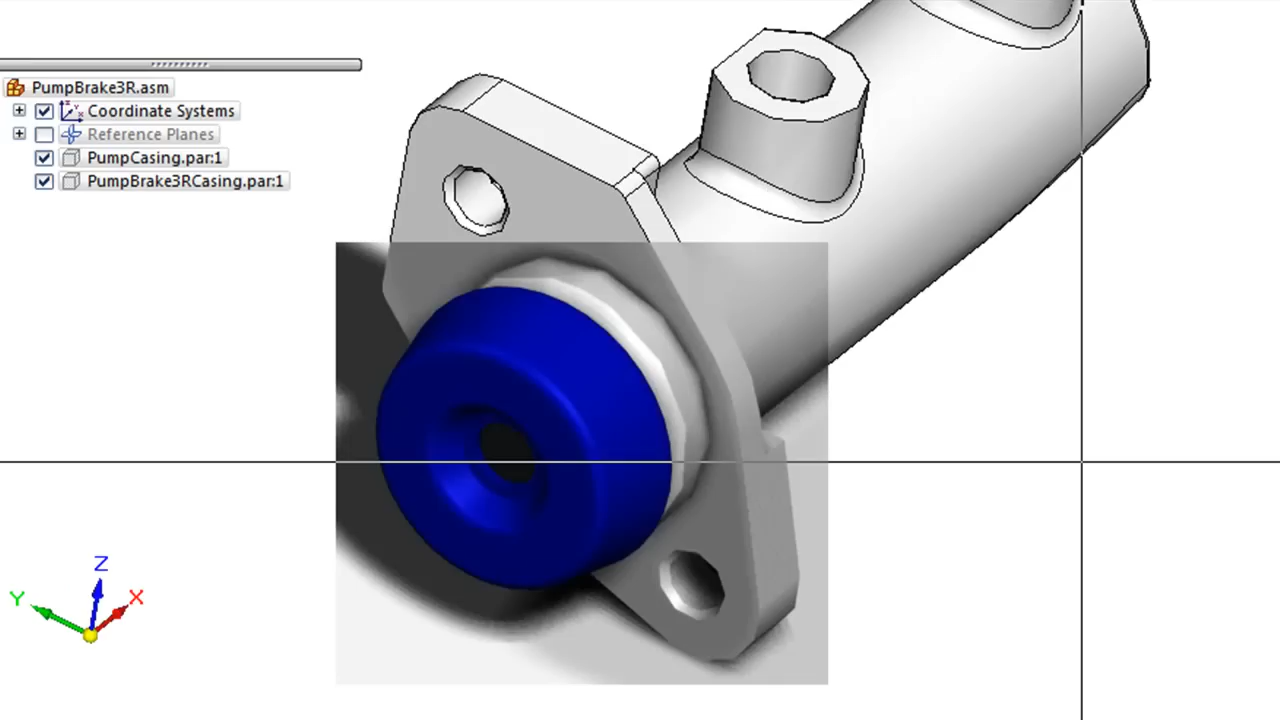 PumpBrake3R.asm
Coordinate Systems
Reference Planes
PumpCasing.par:1
PumpBrake3RCasing.par:1
Z
Y X